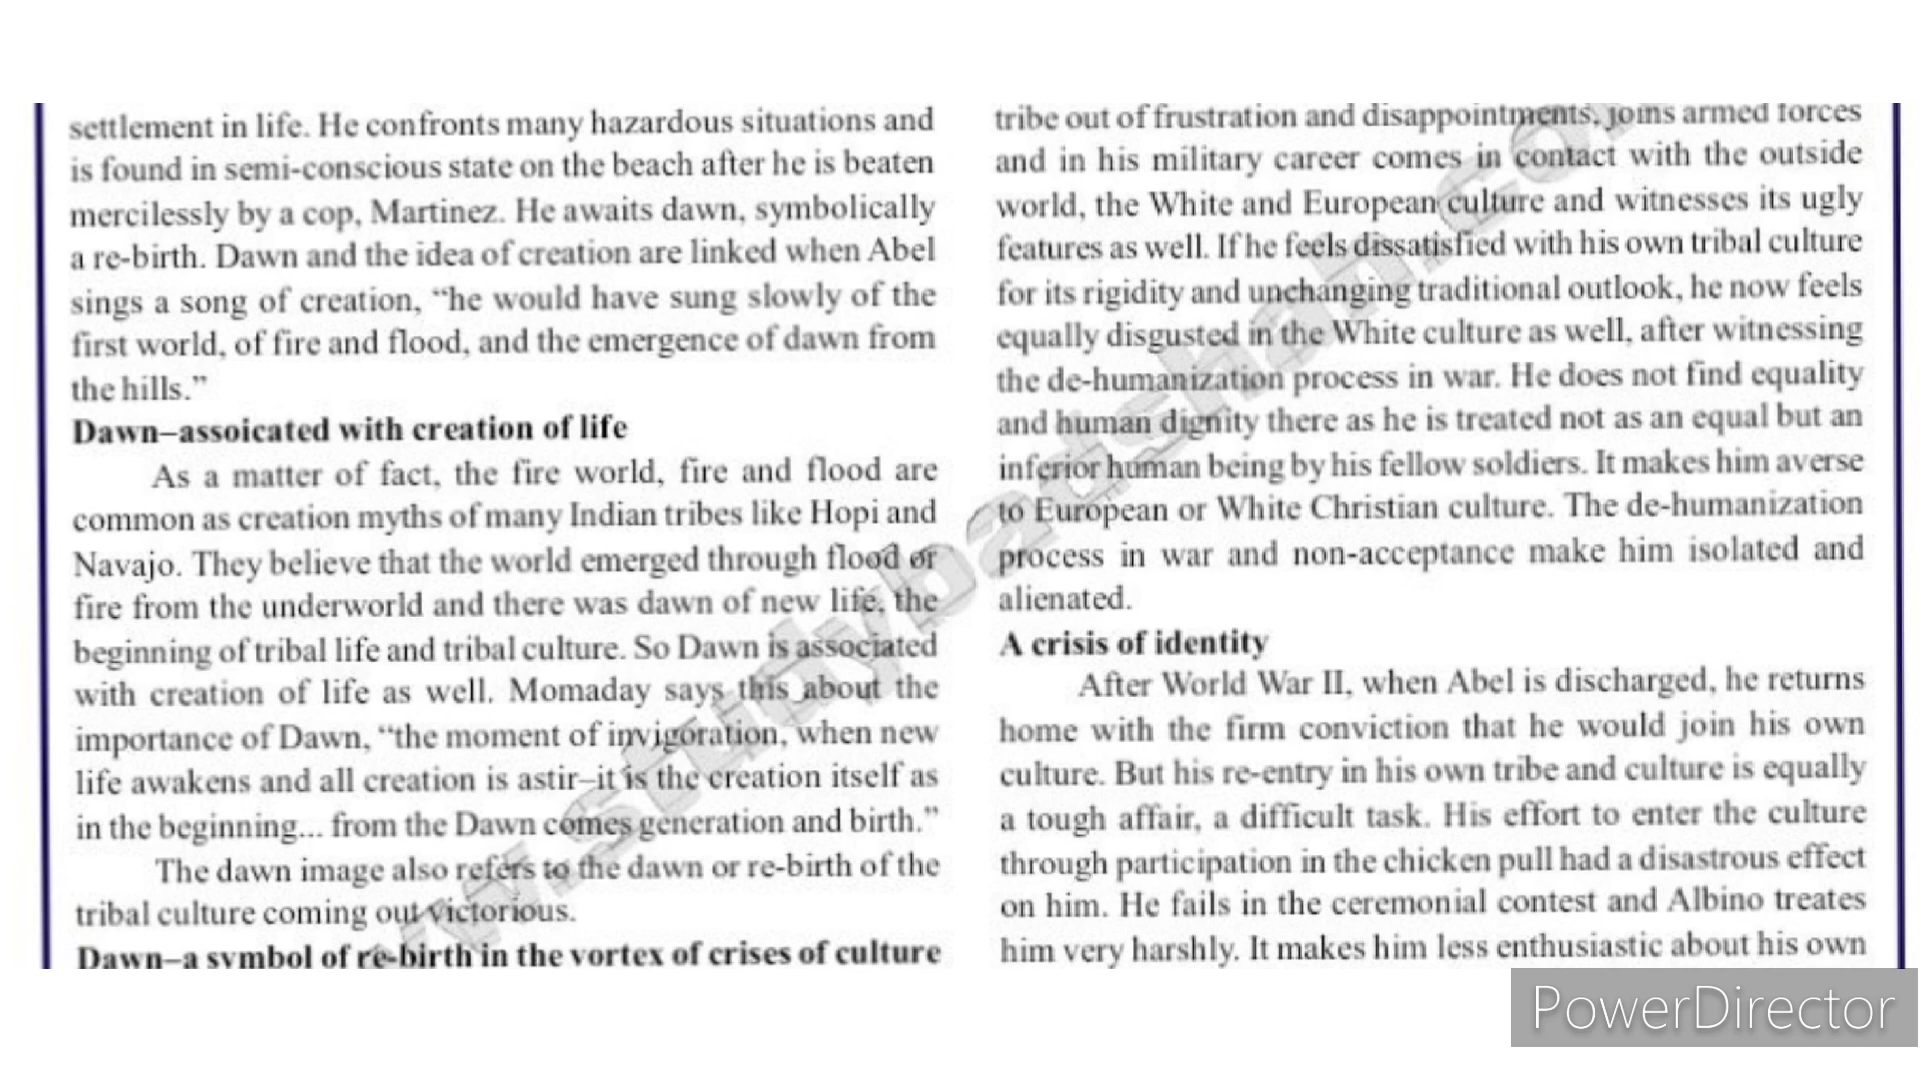 settlement in life. He confronts many hazardous situations and
is found in semi-conscious state on the beach after he is beaten
mercilessly by a cop, Martinez. He awaits dawn, symbolically
a re-birth. Dawn and the idea of creation are linked when Abel
sings a song of creation, “he would have sung slowly of the
first world, of fire and flood, and the emergence of dawn from
the hills.”
Dawn–assoicated with creation of life
As a matter of fact, the fire world, fire and flood are
common as creation myths of many Indian tribes like Hopi and
Navajo. They believe that the world emerged through flood or
fire from the underworld and there was dawn of new life, the
beginning of tribal life and tribal culture. So Dawn is associated
with creation of life as well. Momaday says this about the
importance of Dawn, “the moment of invigoration, when new
life awakens and all creation is astir–it is the creation itself as
in the beginning... from the Dawn comes generation and birth.”
The dawn image also refers to the dawn or re-birth of the
tribal culture coming out victorious.
Dawn–a symbol of re-birth in the vortex of crises of culture
tribe out of frustration and disappointments, joins armed forces
and in his military career comes in contact with the outside
world, the White and European culture and witnesses its ugly
features as well. If he feels dissatisfied with his own tribal culture
for its rigidity and unchanging traditional outlook, he now feels
equally disgusted in the White culture as well, after witnessing
the de-humanization process in war. He does not find equality
and human dignity there as he is treated not as an equal but an
inferior human being by his fellow soldiers. It makes him averse
to European or White Christian culture. The de-humanization
process in war and non-acceptance make him isolated and
alienated.
A crisis of identity
After World War II, when Abel is discharged, he returns
home with the firm conviction that he would join his own
culture. But his re-entry in his own tribe and culture is equally
a tough affair, a difficult task. His effort to enter the culture
through participation in the chicken pull had a disastrous effect
on him. He fails in the ceremonial contest and Albino treats
him very harshly. It makes him less enthusiastic about his own
www.studybadshah.com
PowerDirector